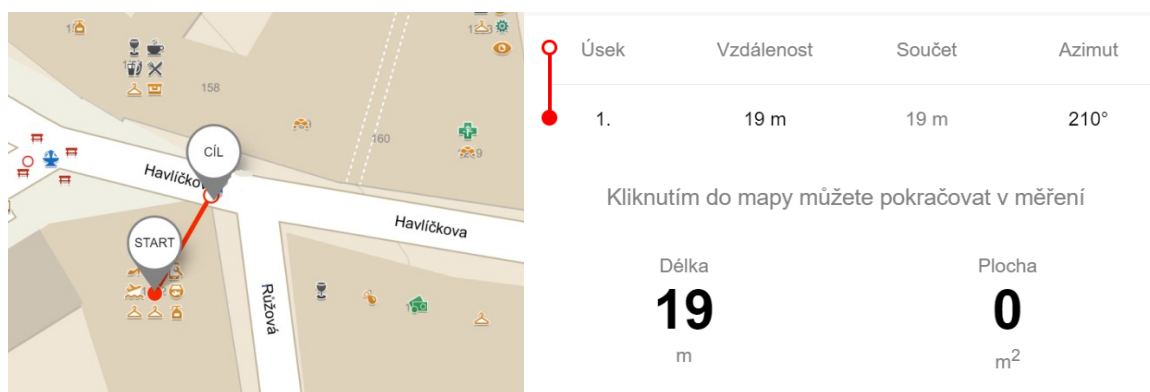 158
CÍL
160
Havlíčko
START
Havlíčkova
Růžová
Úsek Vzdálenost Součet Azimut
1. 19 m 19 m 210°
Kliknutím do mapy můžete pokračovat v měření
Délka Plocha
19 0
m m²